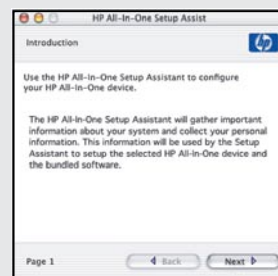 HP All-In-One Setup Assist
Introduction
hp
Use the HP All-In-One Setup Assistant to configure
your HP All-In-One device.
The HP All-In-One Setup Assistant will gather important
information about your system and collect your personal
information. This information will be used by the Setup
Assistant to setup the selected HP All-In-One device and
the bundled software.
Page 1
Back
Next